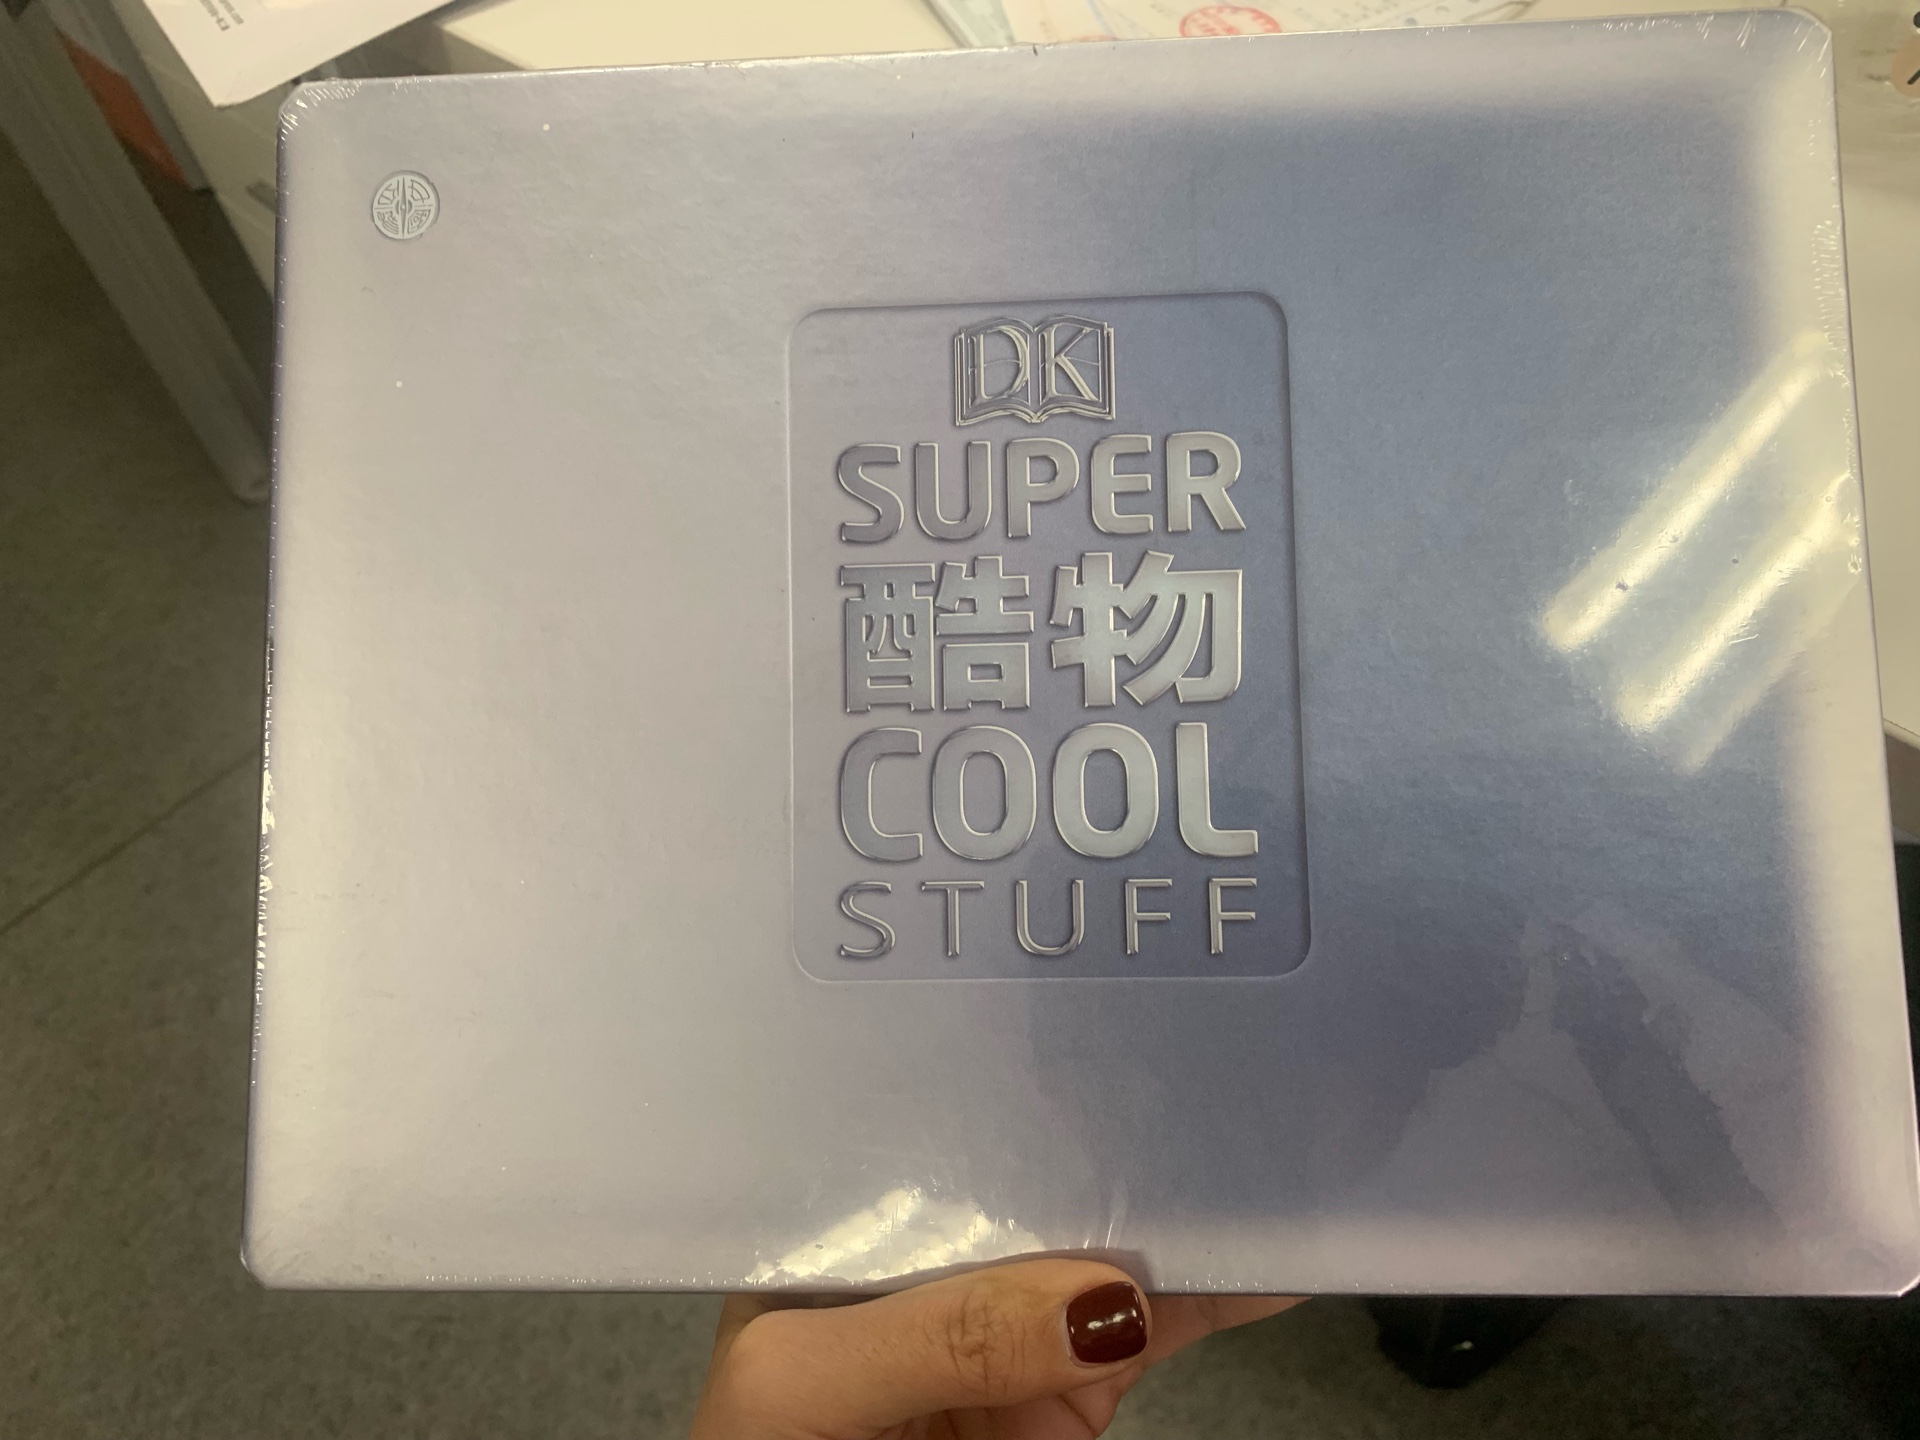 DK
SUPER
酷物
COOL
STUFF